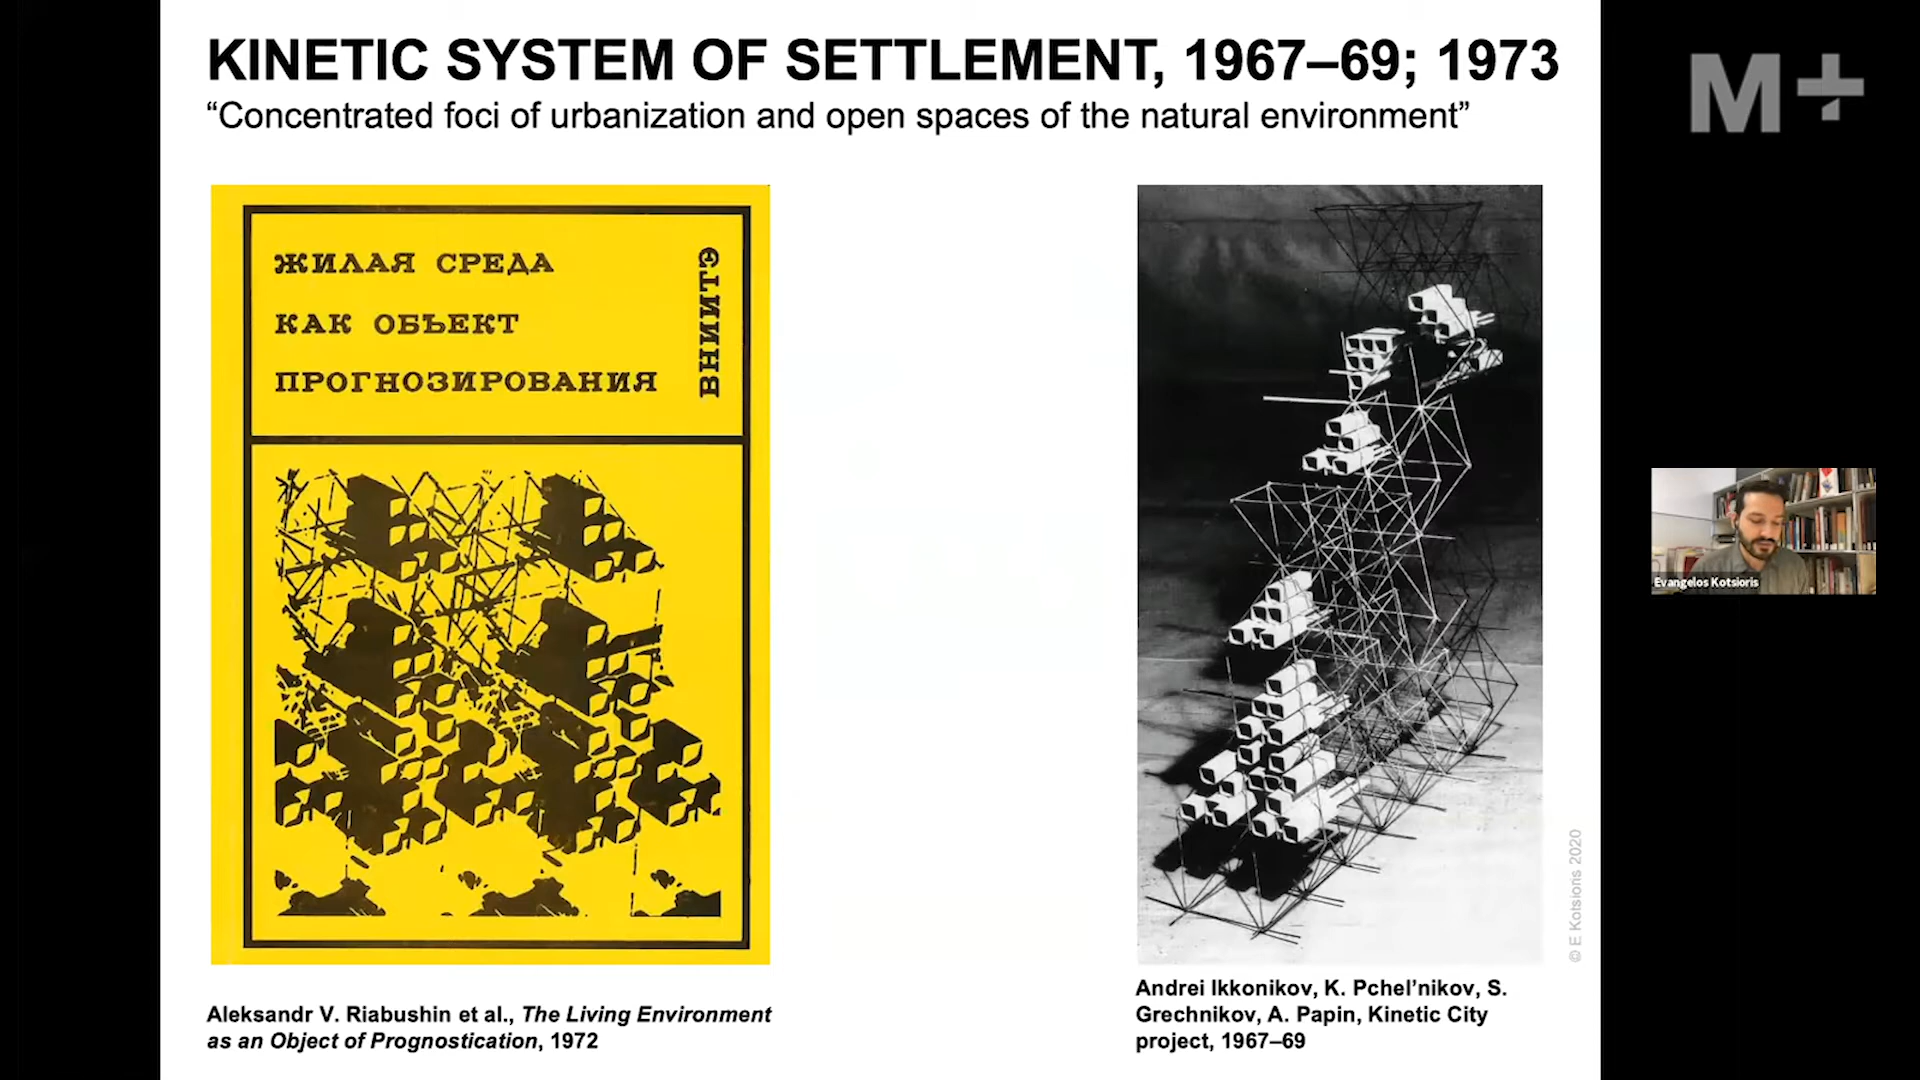 KINETIC SYSTEM OF SETTLEMENT, 1967–69; 1973
“Concentrated foci of urbanization and open spaces of the natural environment”
M+
ЖИЛАЯ СРЕДА
КАК ОБЪЕКТ
ПРОГНОЗИРОВАНИЯ
ВНИИТЭ
Evangelos Kotsioris
© E Kotsions 2020
Aleksandr V. Riabushin et al., The Living Environment
as an Object of Prognostication, 1972
Andrei Ikkonikov, K. Pchel’nikov, S.
Grechnikov, A. Papin, Kinetic City
project, 1967–69